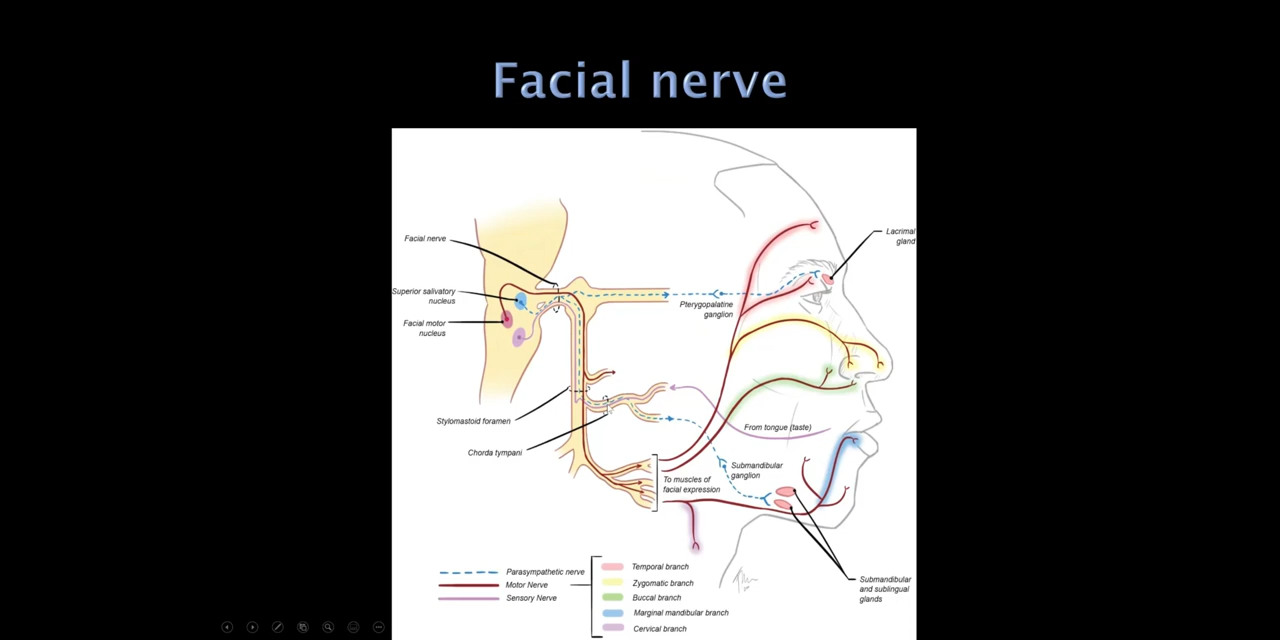 Facial nerve
Facial nerve
Lacrimal
gland
Superior salivatory
nucleus
Pterygopalatine
ganglion
Facial motor
nucleus
Stylomastoid foramen
From tongue (taste)
Chorda tympani
Submandibular
ganglion
To muscles of
facial expression
Parasympathetic nerve
Motor Nerve
Sensory Nerve
Temporal branch
Zygomatic branch
Buccal branch
Marginal mandibular branch
Cervical branch
Submandibular
and sublingual
glands